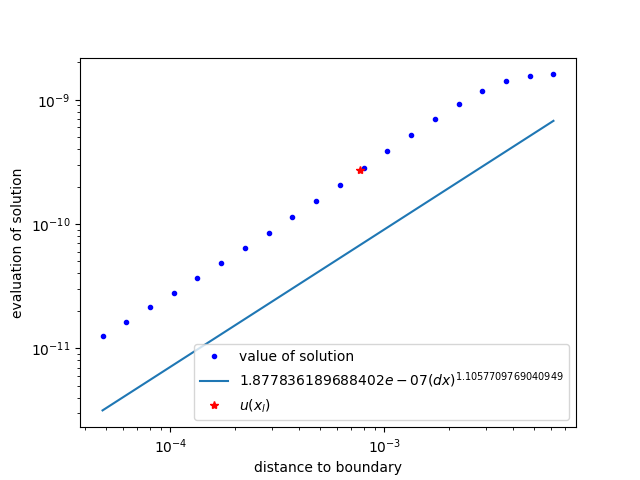 10⁻⁹
10⁻¹⁰
10⁻¹¹
evaluation of solution
value of solution
1.877836189688402e − 07(dx)^1.1057709769040949
u(x_l)
10⁻⁴
10⁻³
distance to boundary